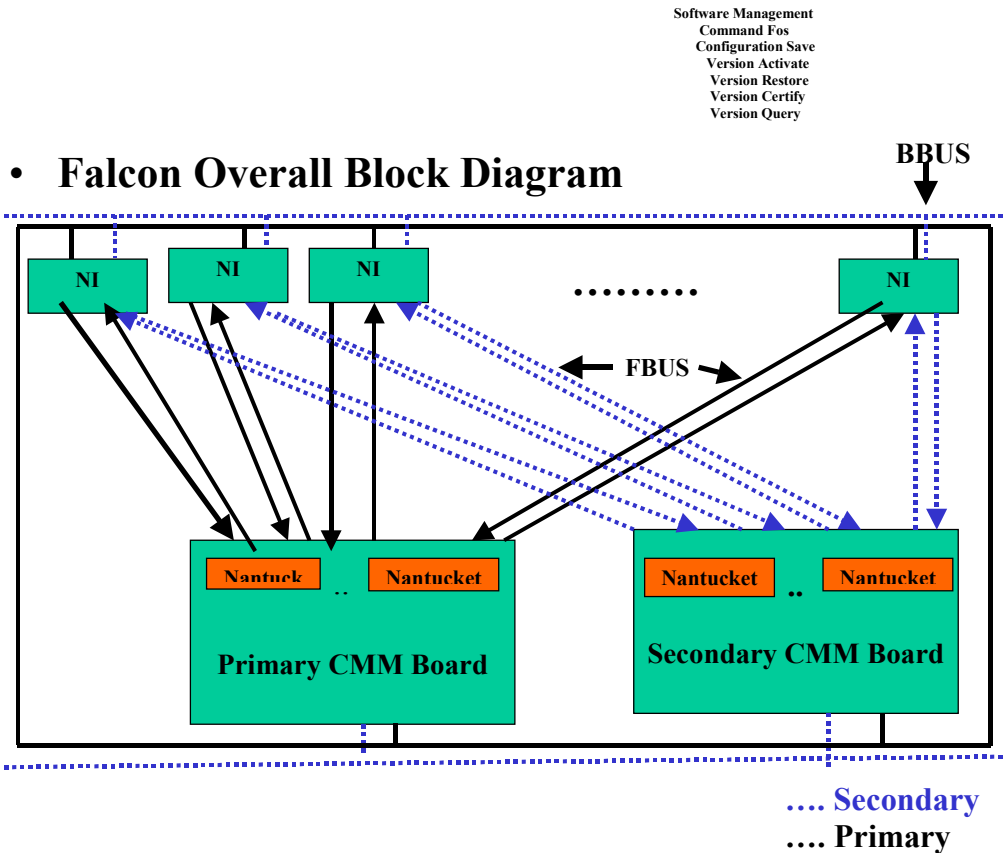 Software Management
Command Fos
Configuration Save
Version Activate
Version Restore
Version Certify
Version Query
BBUS
• Falcon Overall Block Diagram
NI
NI
NI
NI
.........
FBUS
Nantuck
..
Nantucket
Nantucket
..
Nantucket
Primary CMM Board
Secondary CMM Board
.... Secondary
.... Primary